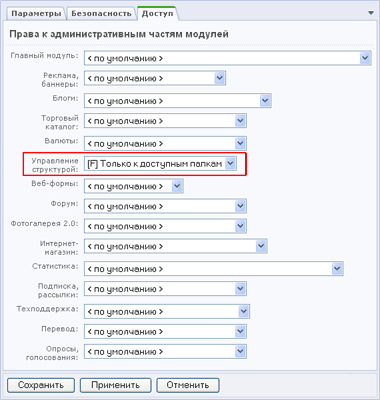 Параметры Безопасность Доступ
Права к административным частям модулей
Главный модуль: < по умолчанию >
Реклама,
баннеры: < по умолчанию >
Блоги: < по умолчанию >
Торговый
каталог: < по умолчанию >
Валюты: < по умолчанию >
Управление
структурой: [F] Только к доступным папкам
Веб-формы: < по умолчанию >
Форум: < по умолчанию >
Фотогалерея 2.0: < по умолчанию >
Интернет-
магазин: < по умолчанию >
Статистика: < по умолчанию >
Подписка,
рассылки: < по умолчанию >
Техподдержка: < по умолчанию >
Перевод: < по умолчанию >
Опросы,
голосования: < по умолчанию >
Сохранить Применить Отменить